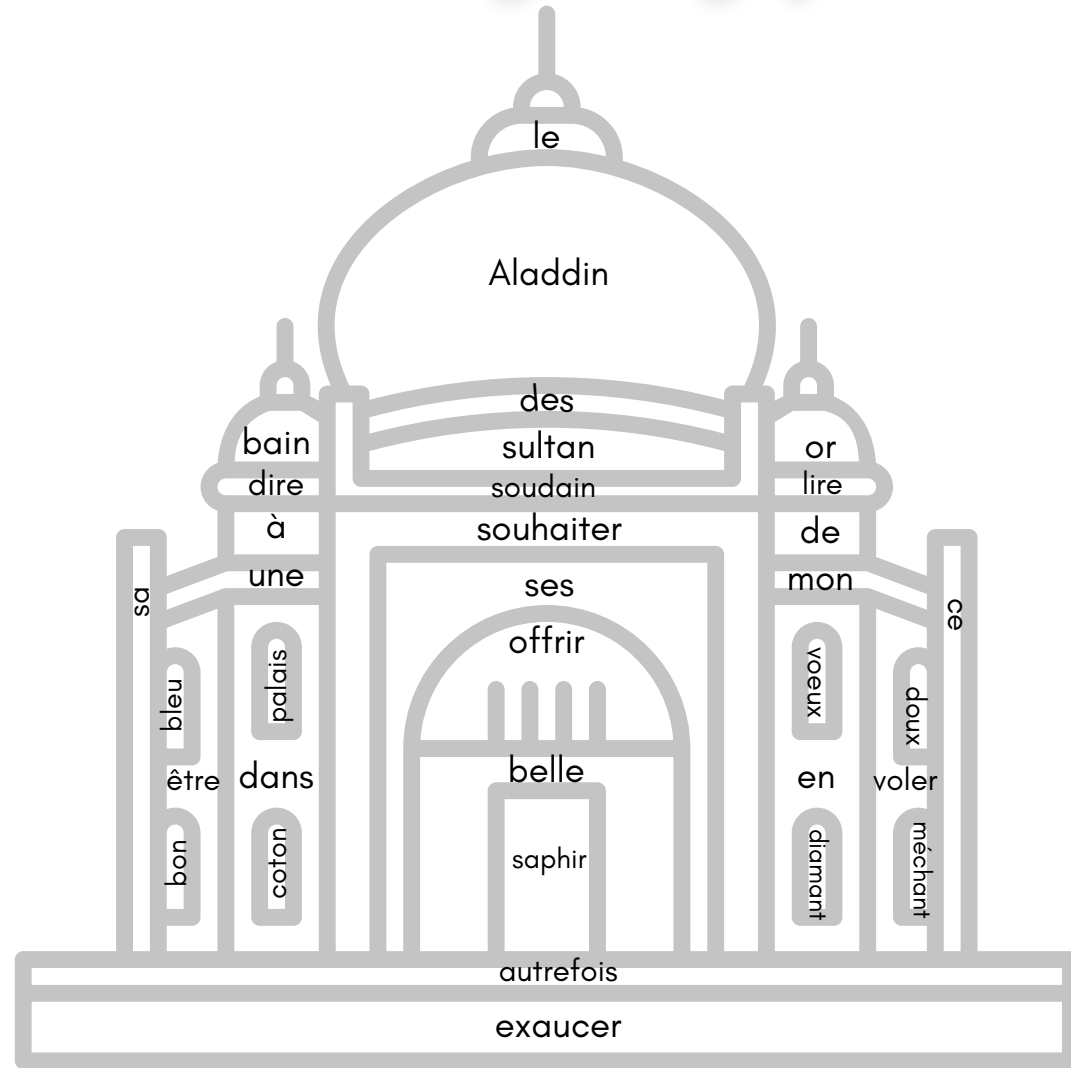 le
Aladdin
des
bain
sultan
or
dire
soudain
lire
à
souhaiter
de
une
ses
mon
sa
ce
offrir
bleu
palais
voeux
doux
être
dans
belle
en
voler
bon
coton
saphir
diamant
méchant
autrefois
exaucer